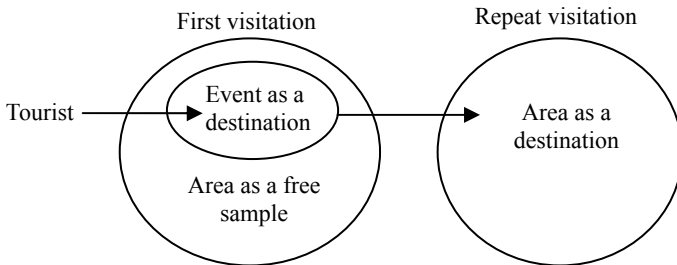 First visitation
Repeat visitation
Tourist
Event as a
destination
Area as a free
sample
Area as a
destination